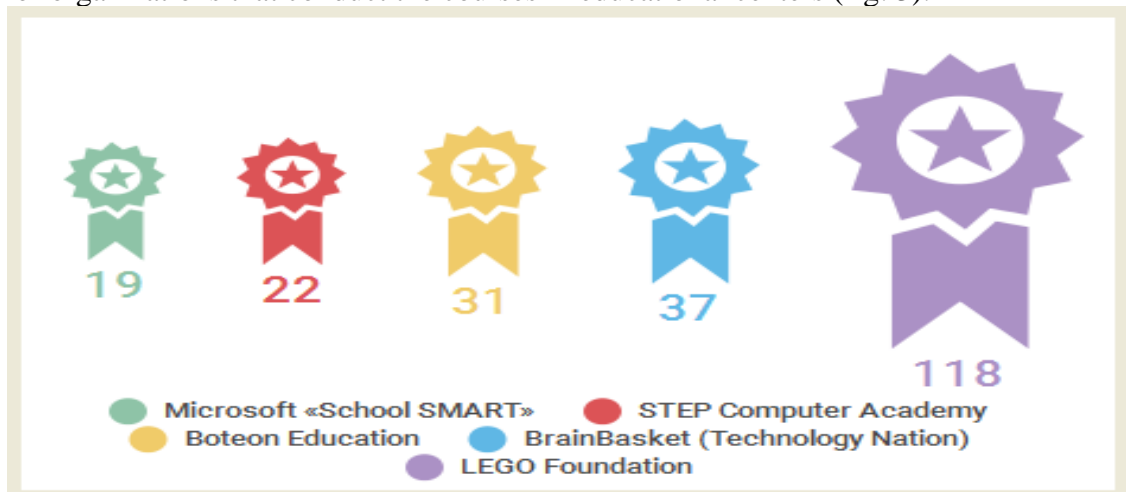 19
22
31
37
118
Microsoft «School SMART» STEP Computer Academy
Boteon Education BrainBasket (Technology Nation)
LEGO Foundation